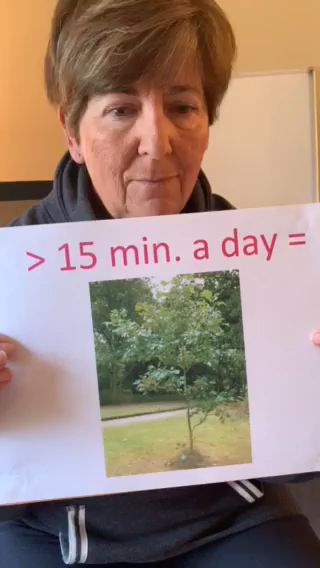 > 15 min. a day =